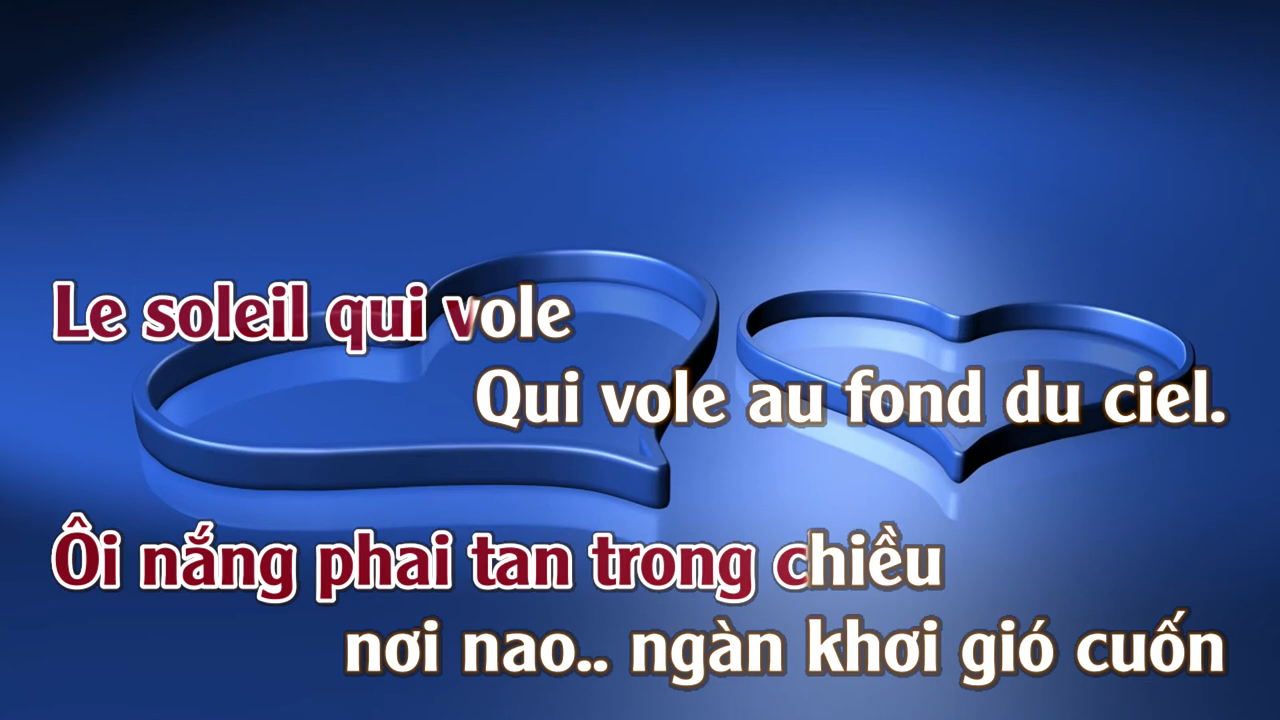 Le soleil qui vole
Qui vole au fond du ciel.
Ôi nắng phai tan trong chiều
nơi nao.. ngàn khơi gió cuốn